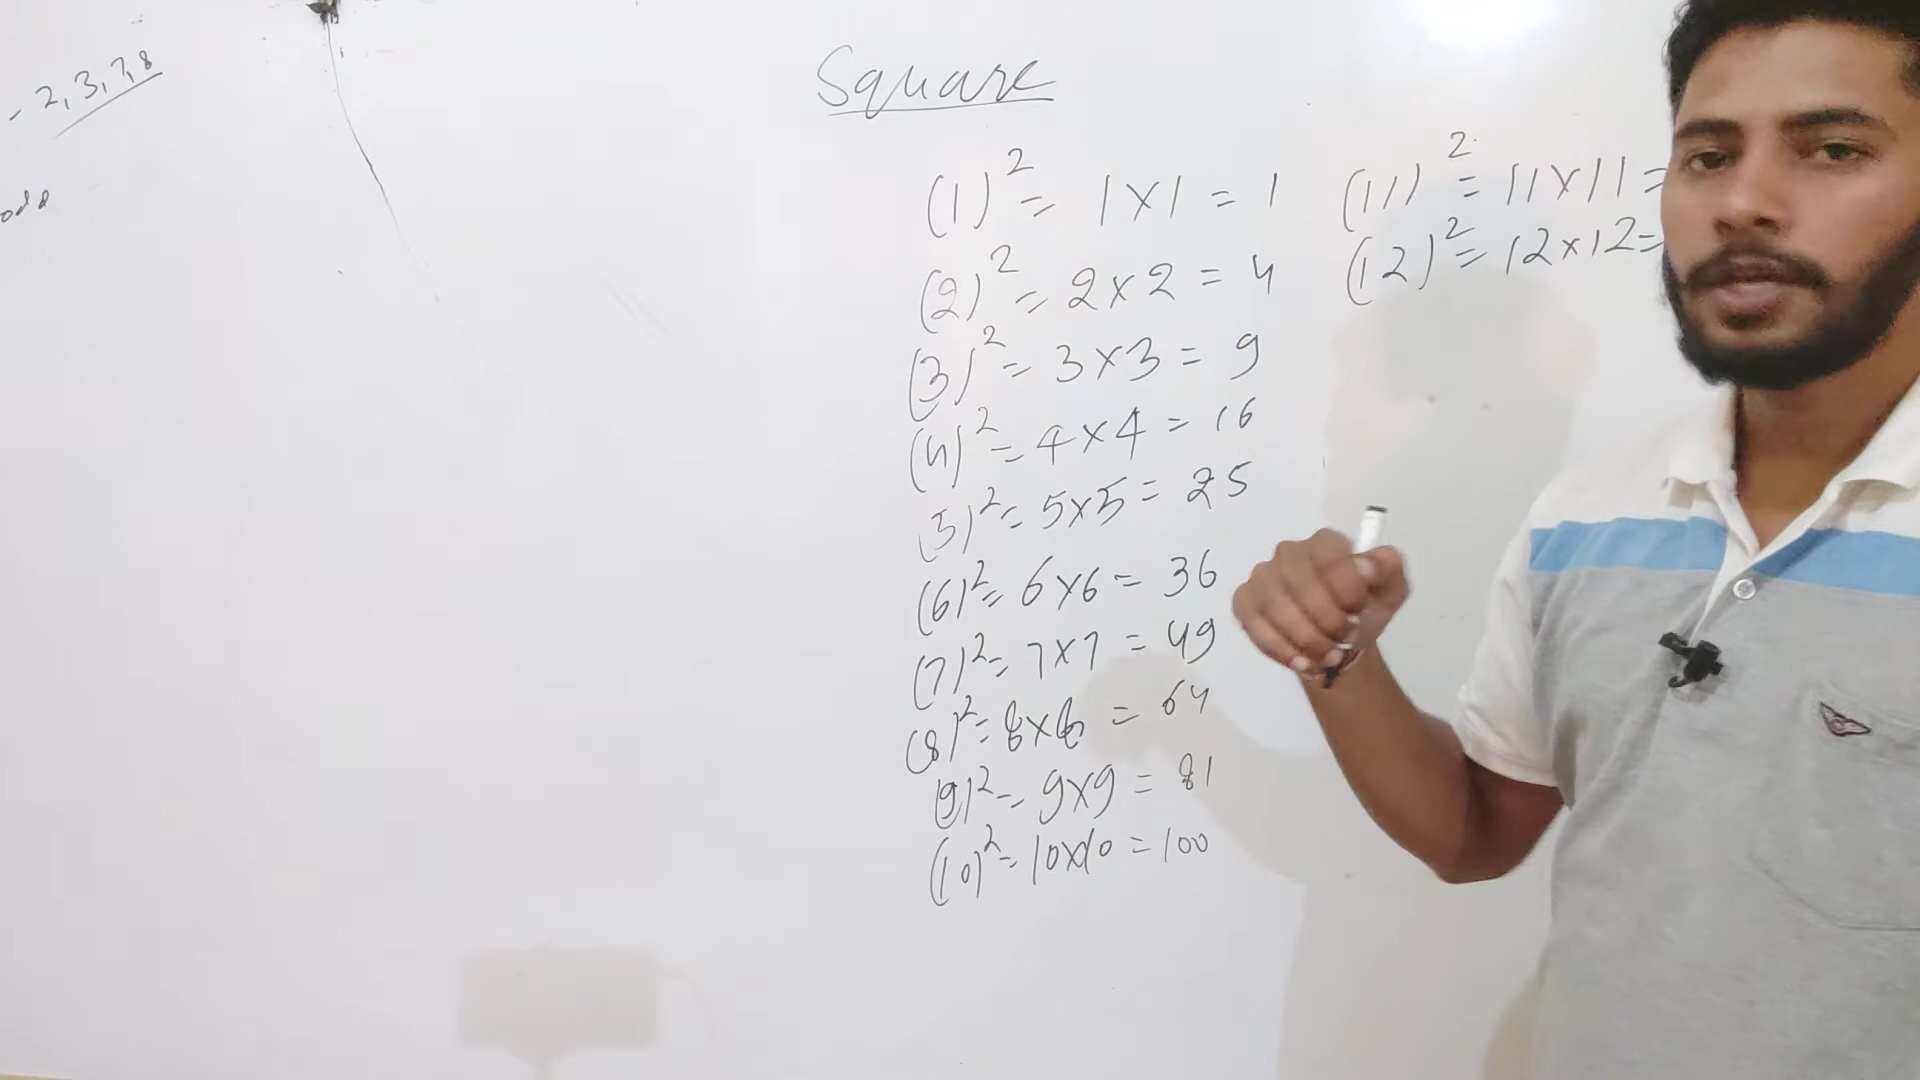 - 2, 3, 7, 8
Square
(1)² = 1 × 1 = 1
(2)² = 2 × 2 = 4
(3)² = 3 × 3 = 9
(4)² = 4 × 4 = 16
(5)² = 5 × 5 = 25
(6)² = 6 × 6 = 36
(7)² = 7 × 7 = 49
(8)² = 8 × 8 = 64
(9)² = 9 × 9 = 81
(10)² = 10 × 10 = 100
(11)² = 11 × 11 =
(12)² = 12 × 12 =